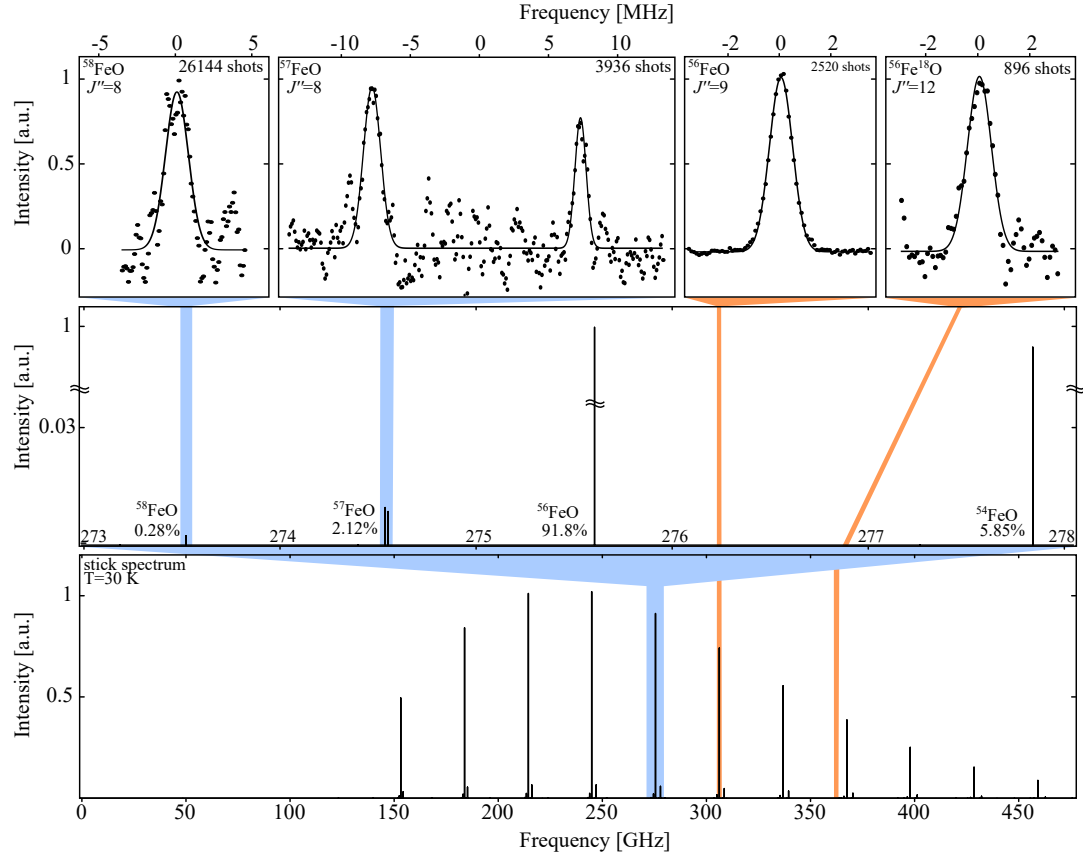 Frequency [MHz]
-5 0 5 -10 -5 0 5 10 -2 0 2 -2 0 2
⁵⁸FeO 26144 shots
J''=8
⁵⁷FeO 3936 shots
J''=8
⁵⁶FeO 2520 shots
J''=9
⁵⁶Fe¹⁸O 896 shots
J''=12
Intensity [a.u.]
1
0.5
0
Intensity [a.u.]
1
0.03
⁵⁸FeO
0.28%
⁵⁷FeO
2.12%
⁵⁶FeO
91.8%
⁵⁴FeO
5.85%
273 274 275 276 277 278
stick spectrum
T=30 K
Intensity [a.u.]
1
0.5
0 50 100 150 200 250 300 350 400 450
Frequency [GHz]